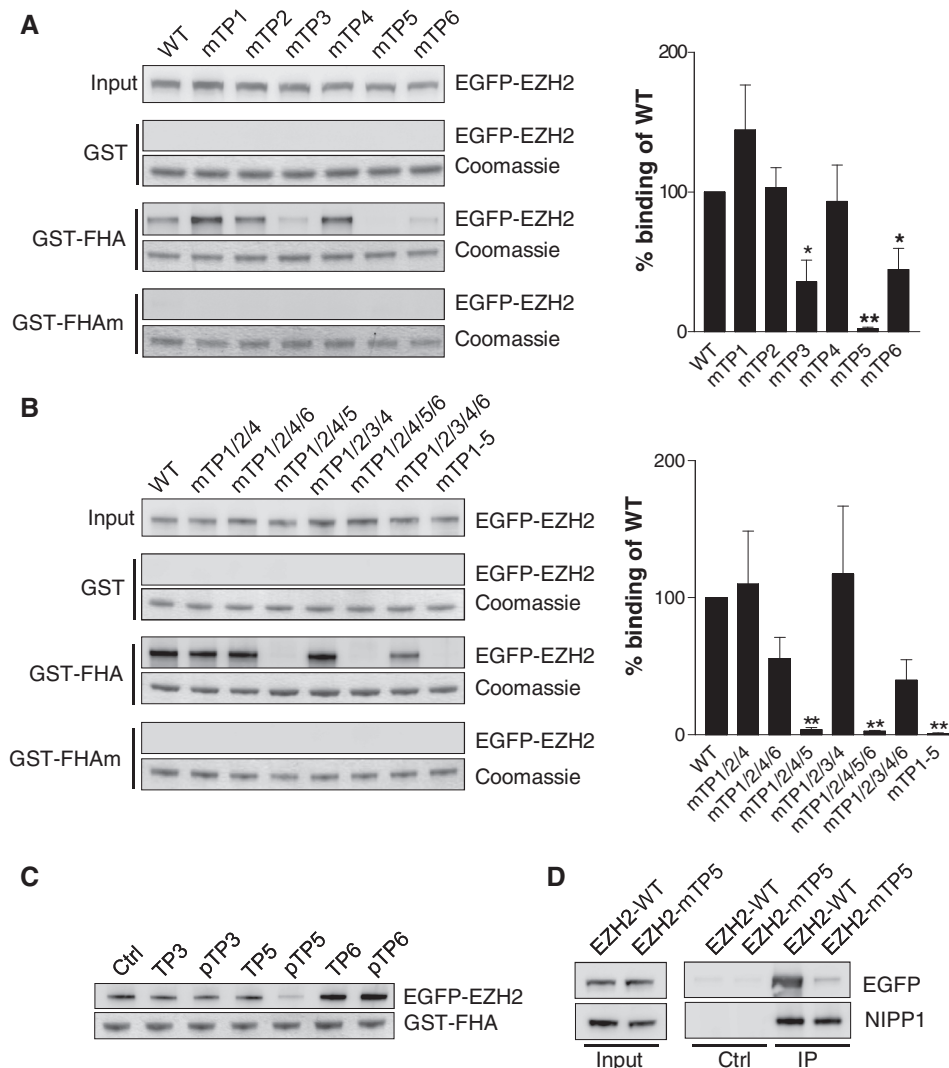 A
WT mTP1 mTP2 mTP3 mTP4 mTP5 mTP6
Input EGFP-EZH2
GST EGFP-EZH2
Coomassie
GST-FHA EGFP-EZH2
Coomassie
GST-FHAm EGFP-EZH2
Coomassie
% binding of WT
200
100
0
* ** *
WT mTP1 mTP2 mTP3 mTP4 mTP5 mTP6
B
WT mTP1/2/4 mTP1/2/4/6 mTP1/2/4/5 mTP1/2/3/4 mTP1/2/4/5/6 mTP1/2/3/4/6 mTP1-5
Input EGFP-EZH2
GST EGFP-EZH2
Coomassie
GST-FHA EGFP-EZH2
Coomassie
GST-FHAm EGFP-EZH2
Coomassie
% binding of WT
200
100
0
** ** **
WT mTP1/2/4 mTP1/2/4/6 mTP1/2/4/5 mTP1/2/3/4 mTP1/2/4/5/6 mTP1/2/3/4/6 mTP1-5
C
Ctrl TP3 pTP3 TP5 pTP5 TP6 pTP6
EGFP-EZH2
GST-FHA
D
EZH2-WT EZH2-mTP5 EZH2-WT EZH2-mTP5 EZH2-WT EZH2-mTP5
EGFP
NIPP1
Input Ctrl IP